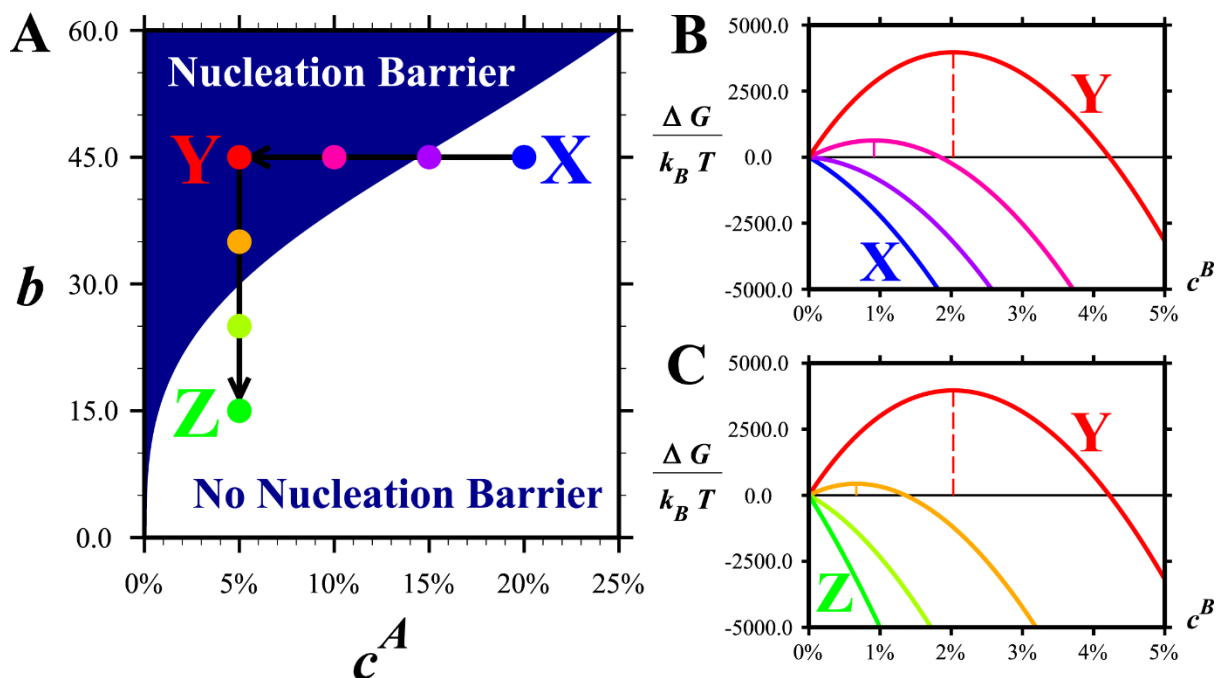 A
60.0
45.0
30.0
15.0
0.0
b
Nucleation Barrier
Y
X
Z
No Nucleation Barrier
0% 5% 10% 15% 20% 25%
c^A
B
5000.0
2500.0
0.0
-2500.0
-5000.0
Δ G
k_B T
Y
X
c^B
0% 1% 2% 3% 4% 5%
C
5000.0
2500.0
0.0
-2500.0
-5000.0
Δ G
k_B T
Y
Z
c^B
0% 1% 2% 3% 4% 5%